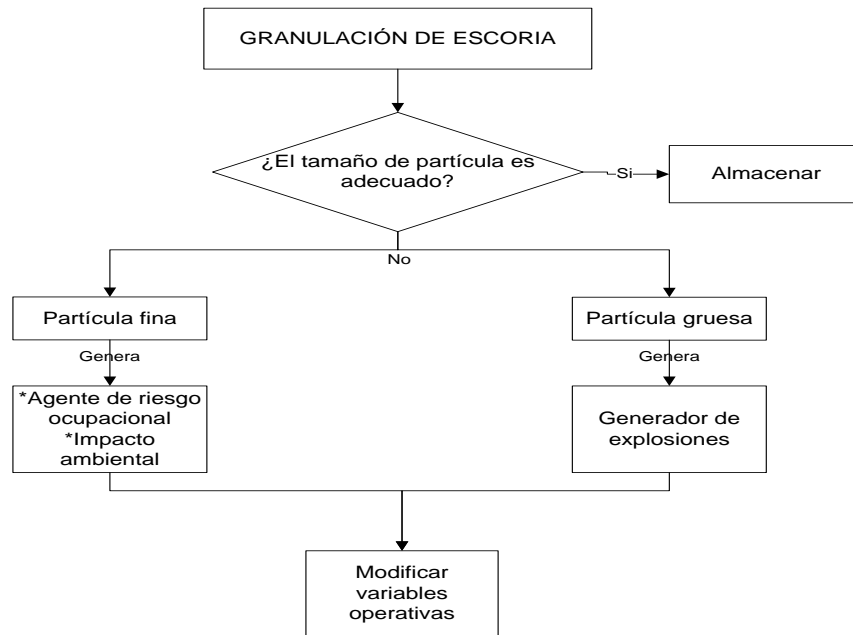 GRANULACIÓN DE ESCORIA
¿El tamaño de partícula es
adecuado?
Si
Almacenar
No
Partícula fina
Partícula gruesa
Genera
Genera
*Agente de riesgo
ocupacional
*Impacto
ambiental
Generador de
explosiones
Modificar
variables
operativas